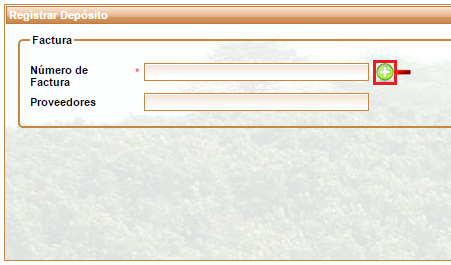 Registrar Depósito
Factura
Número de *
Factura
Proveedores